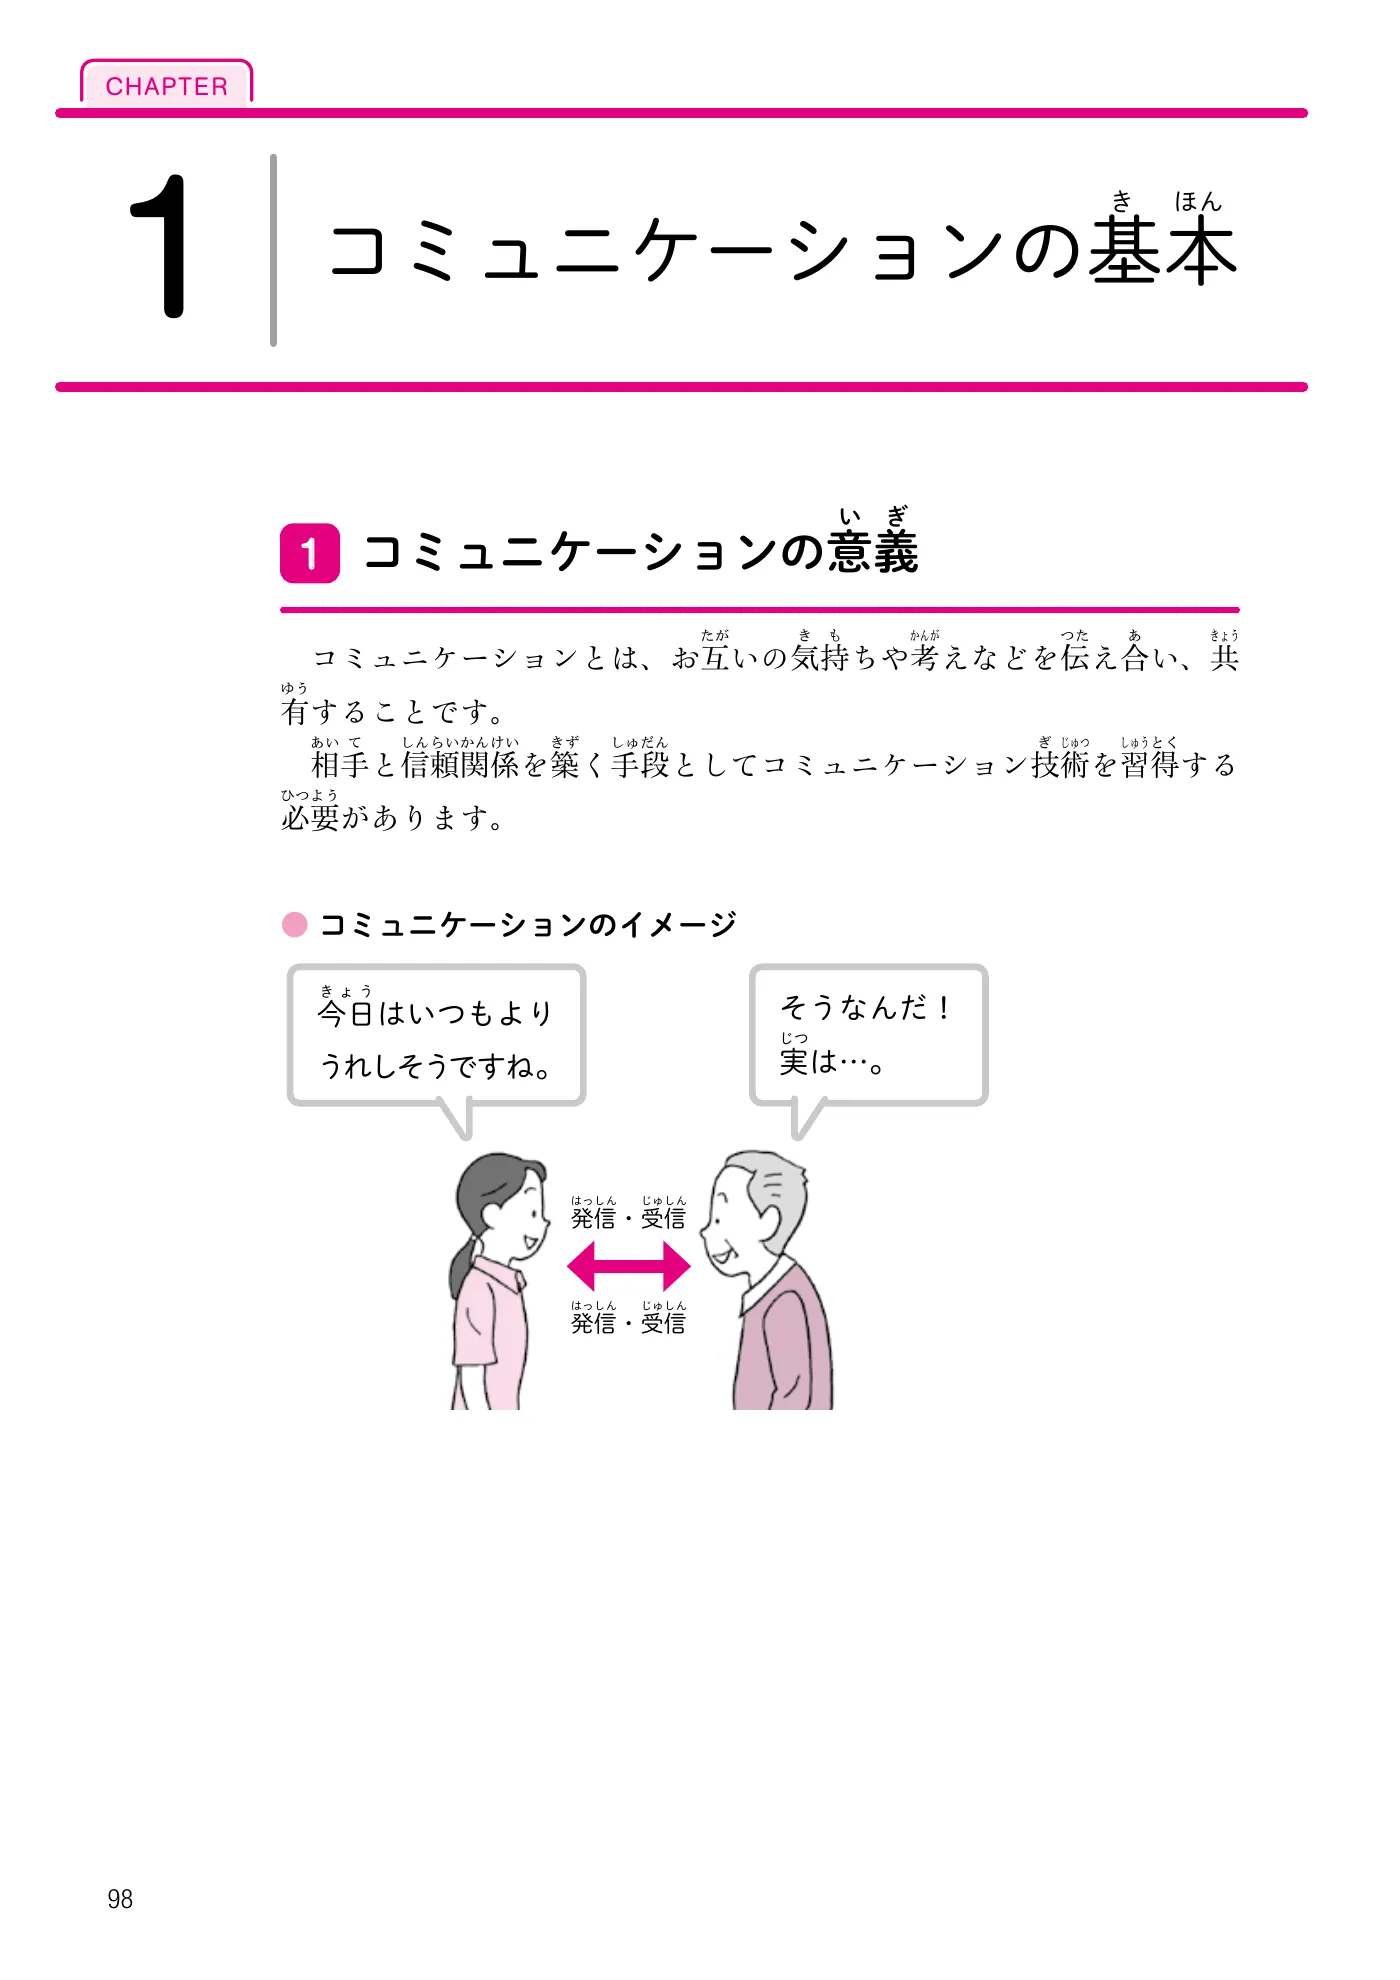 CHAPTER
1
コミュニケーションの基本
き ほん
1 コミュニケーションの意義
い ぎ
コミュニケーションとは、お互いの気持ちや考えなどを伝え合い、共
たが き も かんが つた あ きょう
有することです。
ゆう
相手と信頼関係を築く手段としてコミュニケーション技術を習得する
あい て しんらいかんけい きず しゅだん ぎ じゅつ しゅうとく
必要があります。
ひつよう
● コミュニケーションのイメージ
今日はいつもより
きょう
うれしそうですね。
そうなんだ!
実は…。
じつ
発信・受信
はっしん じゅしん
発信・受信
はっしん じゅしん
98